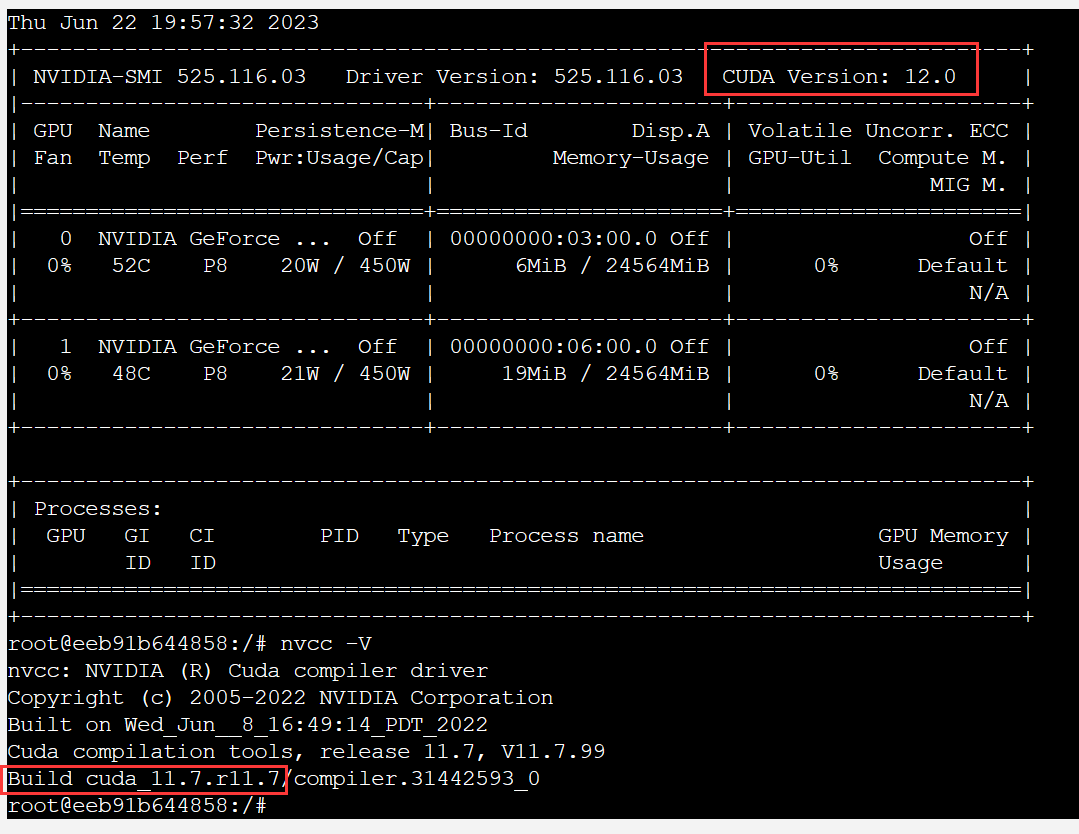 Thu Jun 22 19:57:32 2023
+-----------------------------------------------------------------------------+
| NVIDIA-SMI 525.116.03   Driver Version: 525.116.03   CUDA Version: 12.0     |
|-------------------------------+----------------------+----------------------+
| GPU  Name        Persistence-M| Bus-Id        Disp.A | Volatile Uncorr. ECC |
| Fan  Temp  Perf  Pwr:Usage/Cap|         Memory-Usage | GPU-Util  Compute M. |
|                               |                      |               MIG M. |
|===============================+======================+======================|
|   0  NVIDIA GeForce ...  Off  | 00000000:03:00.0 Off |                  Off |
|  0%   52C    P8    20W / 450W |      6MiB / 24564MiB |      0%      Default |
|                               |                      |                  N/A |
+-------------------------------+----------------------+----------------------+
|   1  NVIDIA GeForce ...  Off  | 00000000:06:00.0 Off |                  Off |
|  0%   48C    P8    21W / 450W |     19MiB / 24564MiB |      0%      Default |
|                               |                      |                  N/A |
+-------------------------------+----------------------+----------------------+

+-----------------------------------------------------------------------------+
| Processes:                                                                  |
|  GPU   GI   CI        PID   Type   Process name                  GPU Memory |
|        ID   ID                                                   Usage      |
|=============================================================================|
+-----------------------------------------------------------------------------+
root@eeb91b644858:/# nvcc -V
nvcc: NVIDIA (R) Cuda compiler driver
Copyright (c) 2005-2022 NVIDIA Corporation
Built on Wed_Jun__8_16:49:14_PDT_2022
Cuda compilation tools, release 11.7, V11.7.99
Build cuda_11.7.r11.7/compiler.31442593_0
root@eeb91b644858:/#